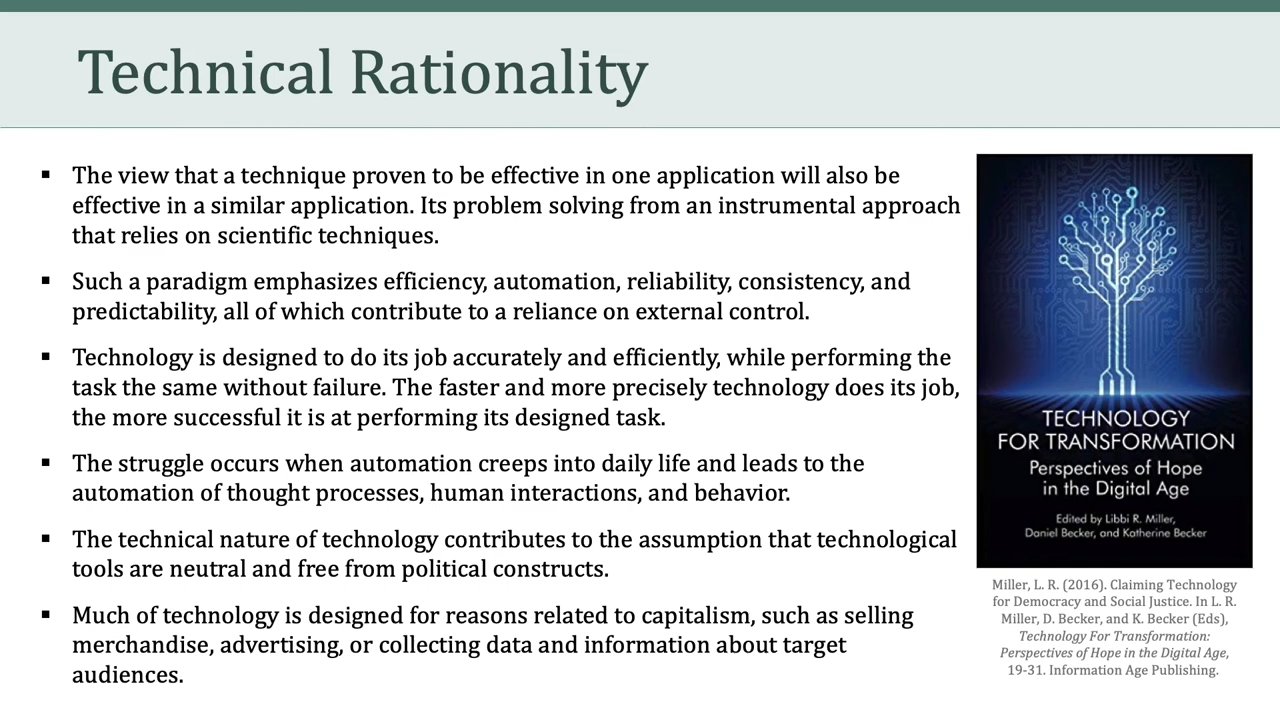 Technical Rationality
▪ The view that a technique proven to be effective in one application will also be
effective in a similar application. Its problem solving from an instrumental approach
that relies on scientific techniques.
▪ Such a paradigm emphasizes efficiency, automation, reliability, consistency, and
predictability, all of which contribute to a reliance on external control.
▪ Technology is designed to do its job accurately and efficiently, while performing the
task the same without failure. The faster and more precisely technology does its job,
the more successful it is at performing its designed task.
▪ The struggle occurs when automation creeps into daily life and leads to the
automation of thought processes, human interactions, and behavior.
▪ The technical nature of technology contributes to the assumption that technological
tools are neutral and free from political constructs.
▪ Much of technology is designed for reasons related to capitalism, such as selling
merchandise, advertising, or collecting data and information about target
audiences.
TECHNOLOGY
FOR TRANSFORMATION
Perspectives of Hope
in the Digital Age
Edited by Libbi R. Miller,
Daniel Becker, and Katherine Becker
Miller, L. R. (2016). Claiming Technology
for Democracy and Social Justice. In L. R.
Miller, D. Becker, and K. Becker (Eds),
Technology For Transformation:
Perspectives of Hope in the Digital Age,
19-31. Information Age Publishing.